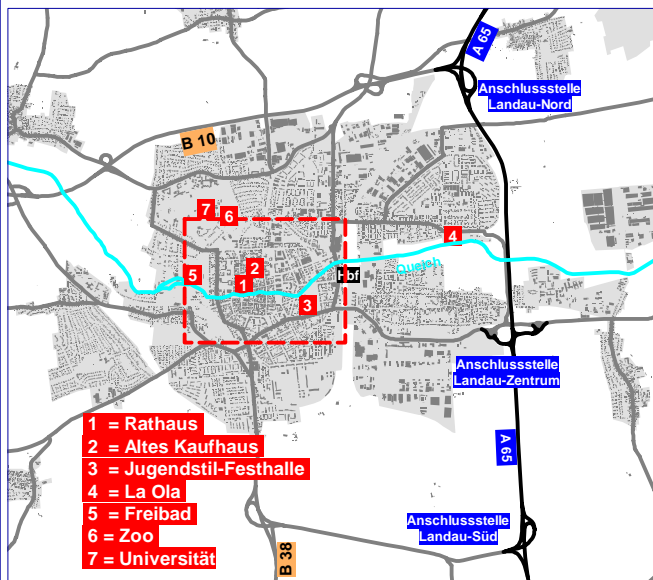 A 65
Anschlussstelle
Landau-Nord
B 10
7
6
4
Queich
2
5
Hbf
1
3
Anschlussstelle
Landau-Zentrum
1 = Rathaus
2 = Altes Kaufhaus
3 = Jugendstil-Festhalle
4 = La Ola
5 = Freibad
6 = Zoo
7 = Universität
A 65
Anschlussstelle
Landau-Süd
B 38